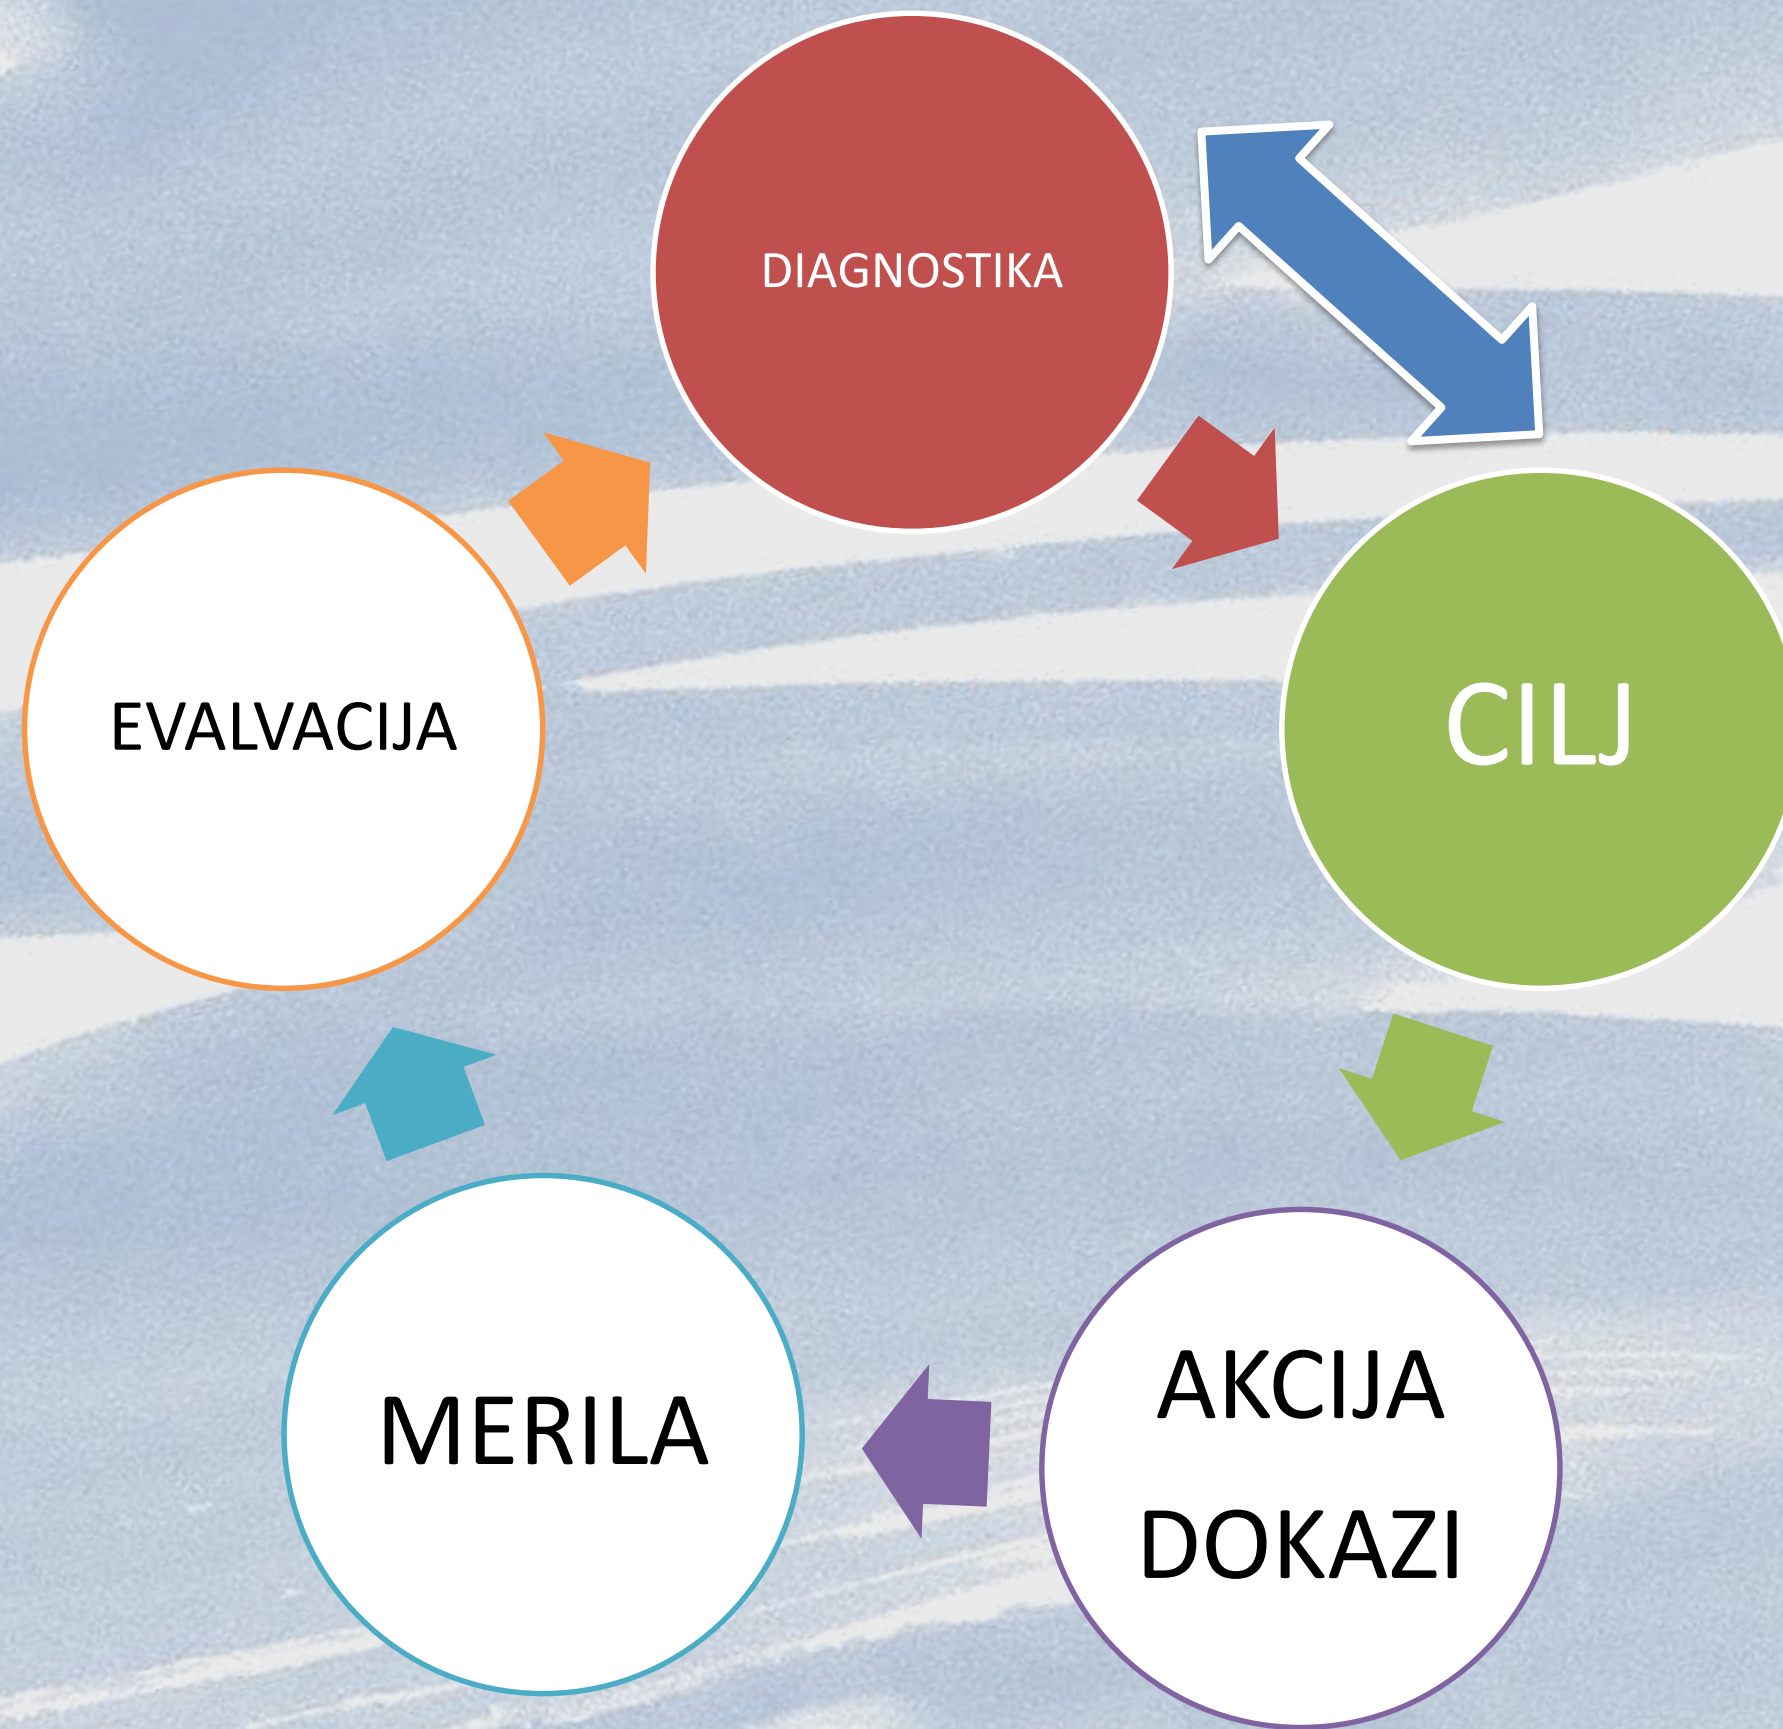 DIAGNOSTIKA
CILJ
AKCIJA
DOKAZI
MERILA
EVALVACIJA